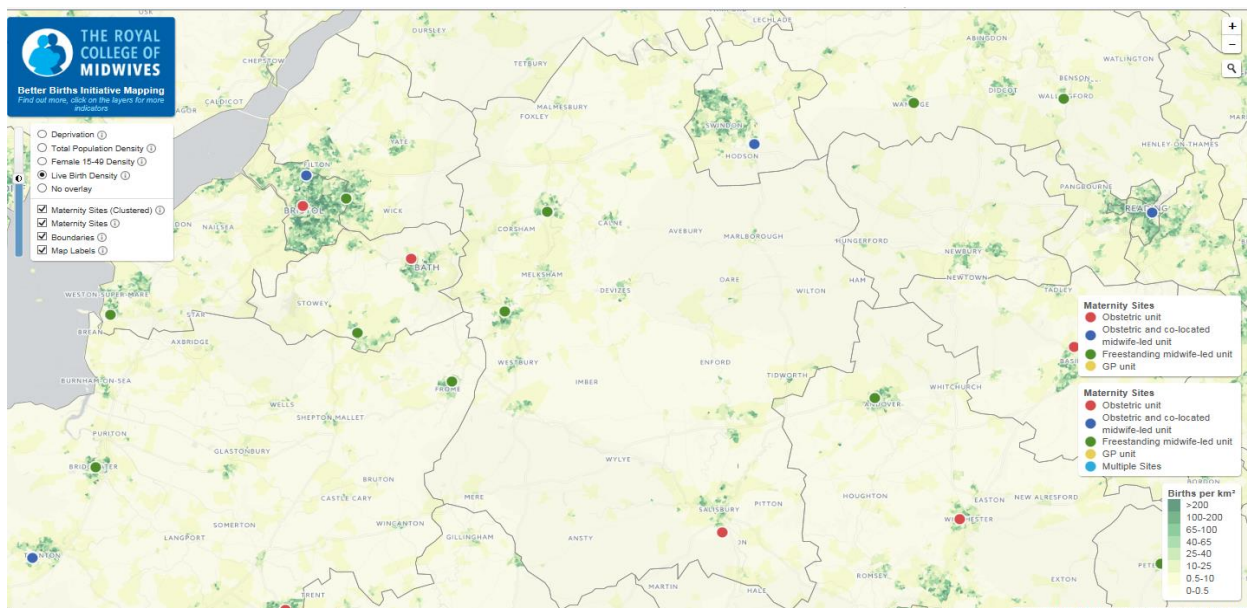 THE ROYAL
COLLEGE OF
MIDWIVES
Better Births Initiative Mapping
Find out more, click on the layers for more
indicators
Deprivation
Total Population Density
Female 15-49 Density
Live Birth Density
No overlay
Maternity Sites (Clustered)
Maternity Sites
Boundaries
Map Labels
+
−
USK
DURSLEY
LECHLADE
CHEPSTOW
TETBURY
ABINGDON
WATLINGTON
CALDICOT
MALMESBURY
FOXLEY
DIDCOT
BENSON
YATE
SWINDON
HODSON
HENLEY-ON-THAMES
FILTON
PANGBOURNE
BRISTOL
WICK
READING
NAILSEA
CORSHAM
CALNE
AVEBURY
MARLBOROUGH
HUNGERFORD
NEWBURY
BATH
MELKSHAM
DEVIZES
OARE
WILTON
HAM
NEWTOWN
TADLEY
WESTON-SUPER-MARE
STOWEY
STAR
BREAN
AXBRIDGE
WESTBURY
ENFORD
TIDWORTH
WHITCHURCH
BURNHAM-ON-SEA
FROME
IMBER
ANDOVER
WELLS
SHEPTON MALLET
PURITON
GLASTONBURY
WYLYE
BRUTON
CASTLE CARY
MERE
SALISBURY
PITTON
HOUGHTON
EASTON
NEW ALRESFORD
SOMERTON
WINCANTON
LANGPORT
GILLINGHAM
ANSTY
ROMSEY
EXTON
TRENT
MARTIN
HALE
Maternity Sites
Obstetric unit
Obstetric and co-located
midwife-led unit
Freestanding midwife-led unit
GP unit
Maternity Sites
Obstetric unit
Obstetric and co-located
midwife-led unit
Freestanding midwife-led unit
GP unit
Multiple Sites
Births per km²
>200
100-200
65-100
40-65
25-40
10-25
0.5-10
0-0.5